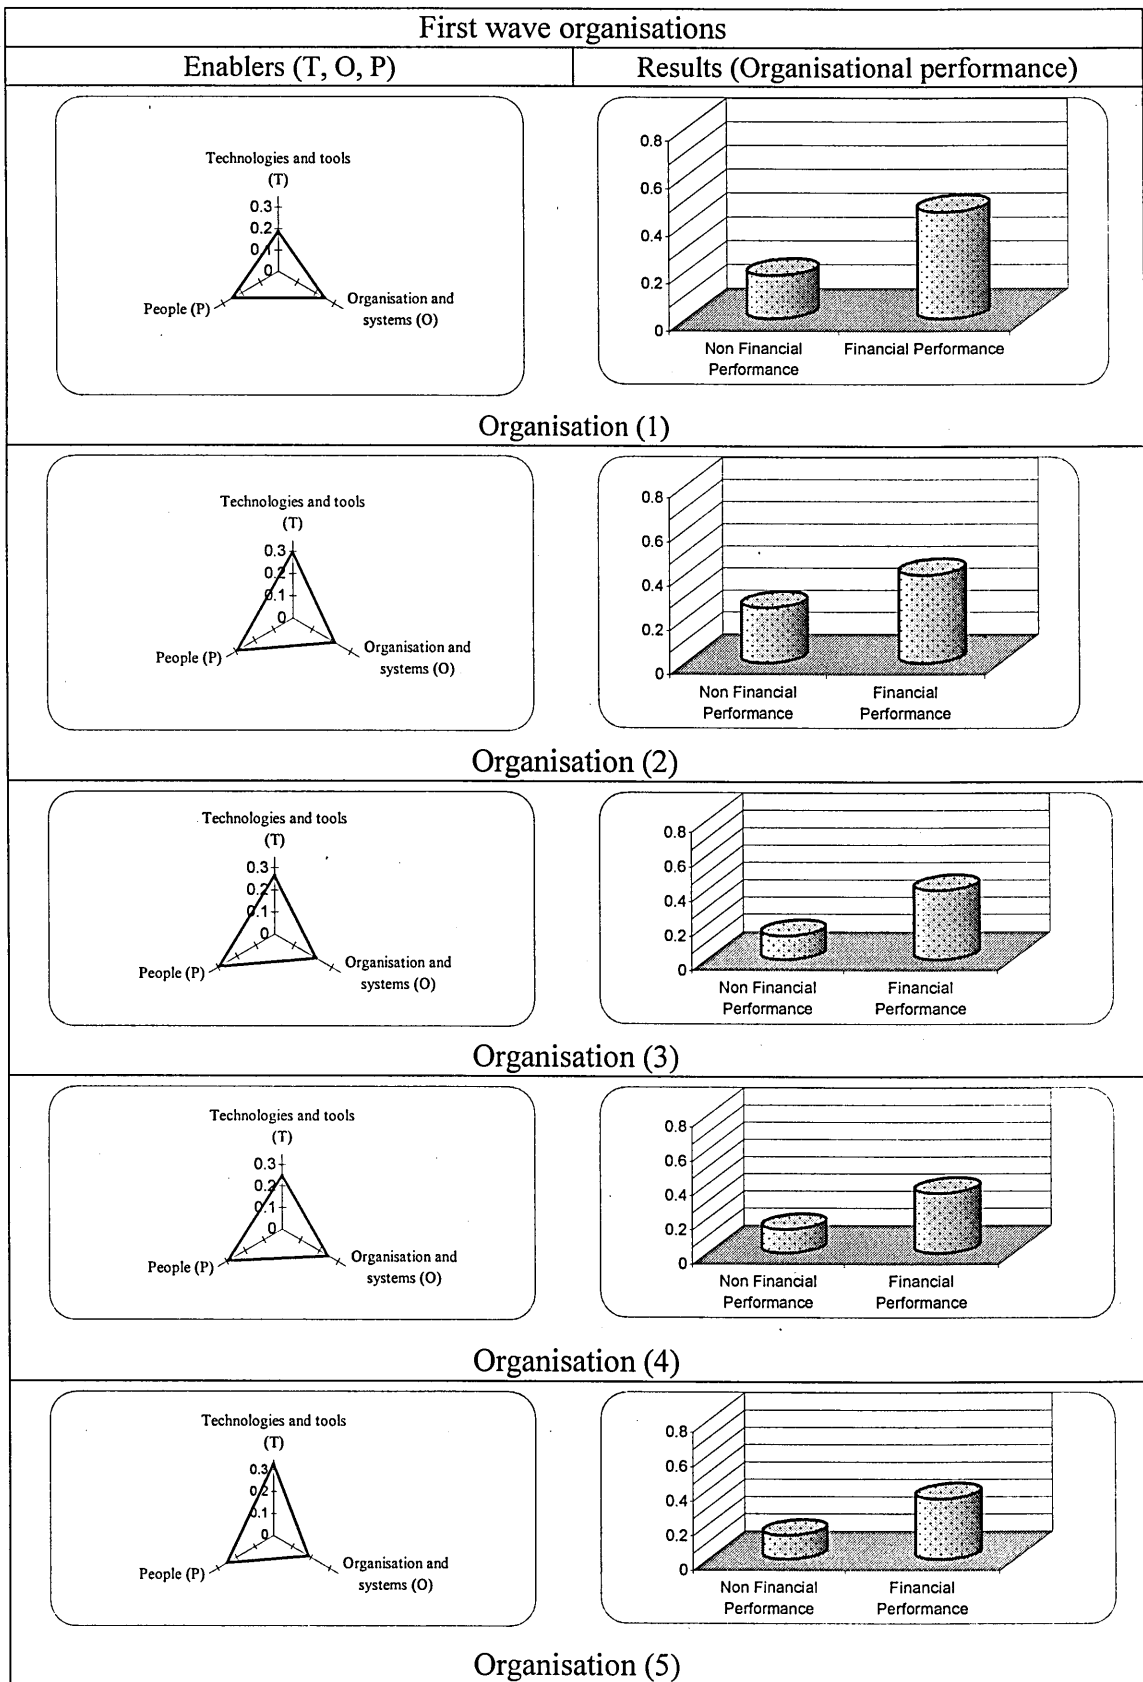 First wave organisations
Enablers (T, O, P)
Results (Organisational performance)
Technologies and tools
(T)
0.3
0.2
0.1
0
People (P)
Organisation and
systems (O)
0.8
0.6
0.4
0.2
0
Non Financial
Performance
Financial Performance
Organisation (1)
Technologies and tools
(T)
0.3
0.2
0.1
0
People (P)
Organisation and
systems (O)
0.8
0.6
0.4
0.2
0
Non Financial
Performance
Financial
Performance
Organisation (2)
Technologies and tools
(T)
0.3
0.2
0.1
0
People (P)
Organisation and
systems (O)
0.8
0.6
0.4
0.2
0
Non Financial
Performance
Financial
Performance
Organisation (3)
Technologies and tools
(T)
0.3
0.2
0.1
0
People (P)
Organisation and
systems (O)
0.8
0.6
0.4
0.2
0
Non Financial
Performance
Financial
Performance
Organisation (4)
Technologies and tools
(T)
0.3
0.2
0.1
0
People (P)
Organisation and
systems (O)
0.8
0.6
0.4
0.2
0
Non Financial
Performance
Financial
Performance
Organisation (5)